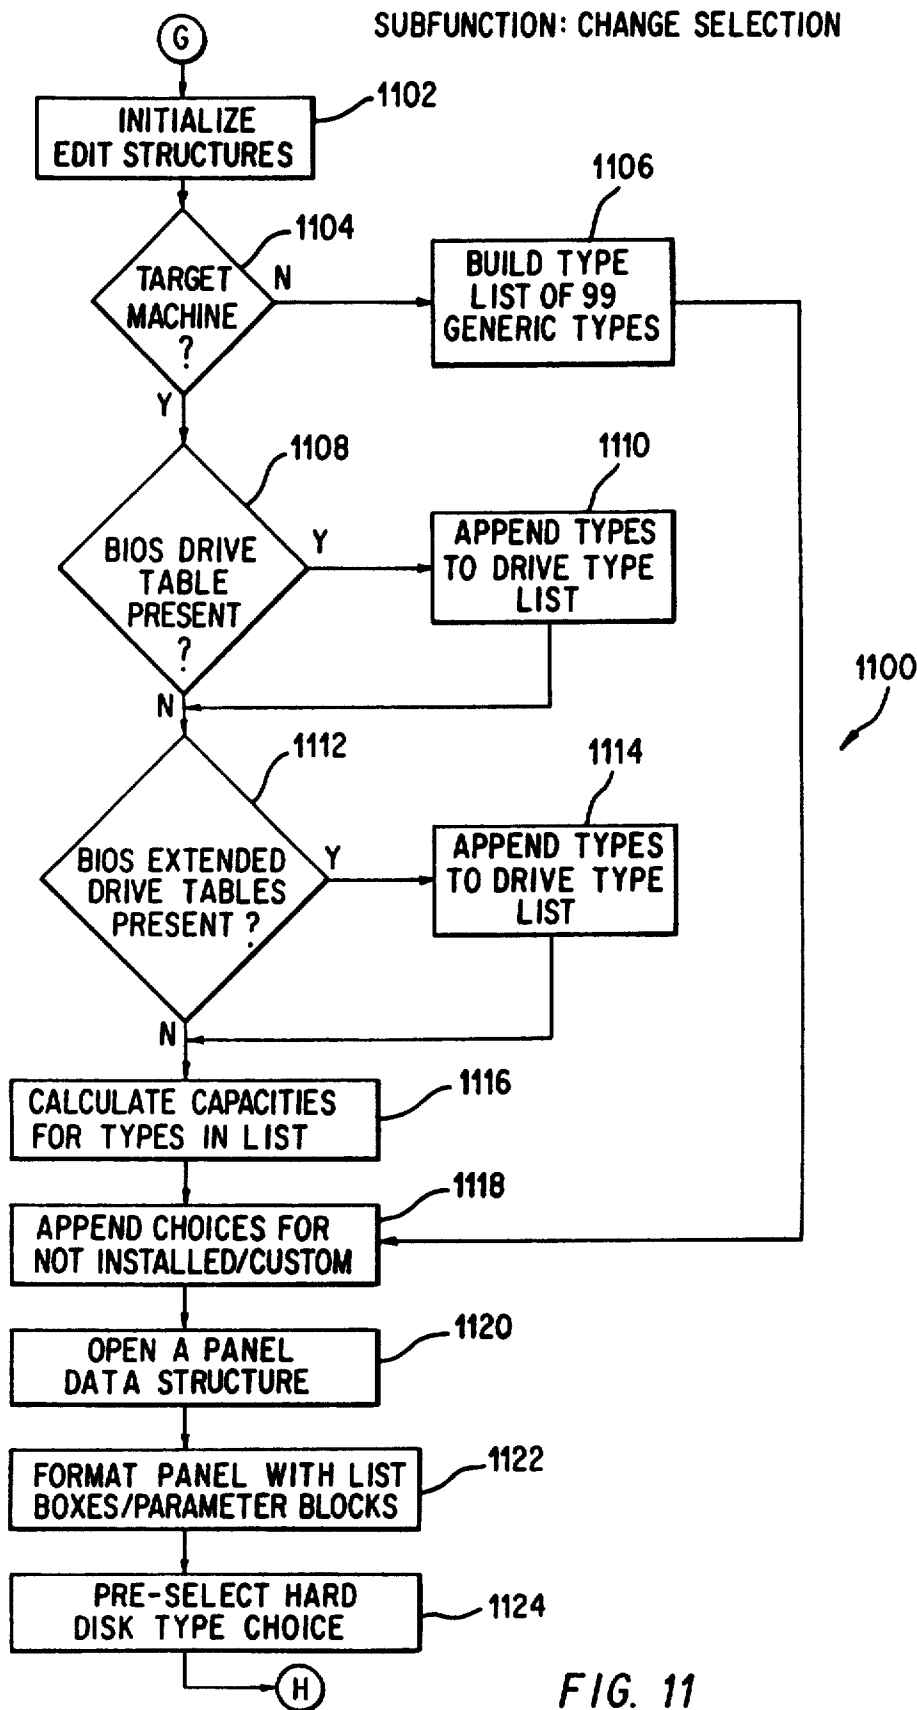 SUBFUNCTION: CHANGE SELECTION
G
1102
INITIALIZE
EDIT STRUCTURES
1104
TARGET
MACHINE
?
N
Y
1106
BUILD TYPE
LIST OF 99
GENERIC TYPES
1108
BIOS DRIVE
TABLE
PRESENT
?
Y
N
1110
APPEND TYPES
TO DRIVE TYPE
LIST
1100
1112
BIOS EXTENDED
DRIVE TABLES
PRESENT ?
Y
N
1114
APPEND TYPES
TO DRIVE TYPE
LIST
1116
CALCULATE CAPACITIES
FOR TYPES IN LIST
1118
APPEND CHOICES FOR
NOT INSTALLED/CUSTOM
1120
OPEN A PANEL
DATA STRUCTURE
1122
FORMAT PANEL WITH LIST
BOXES/PARAMETER BLOCKS
1124
PRE-SELECT HARD
DISK TYPE CHOICE
H
FIG. 11